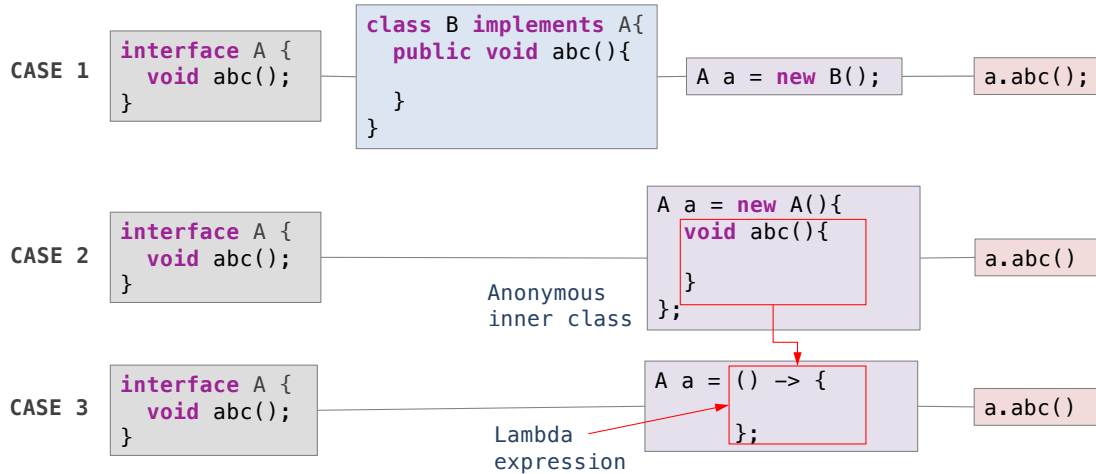 CASE 1
interface A {
  void abc();
}
class B implements A{
  public void abc(){

  }
}
A a = new B();
a.abc();
CASE 2
interface A {
  void abc();
}
Anonymous
inner class
A a = new A(){
  void abc(){

  }
};
a.abc()
CASE 3
interface A {
  void abc();
}
Lambda
expression
A a = () -> {

};
a.abc()